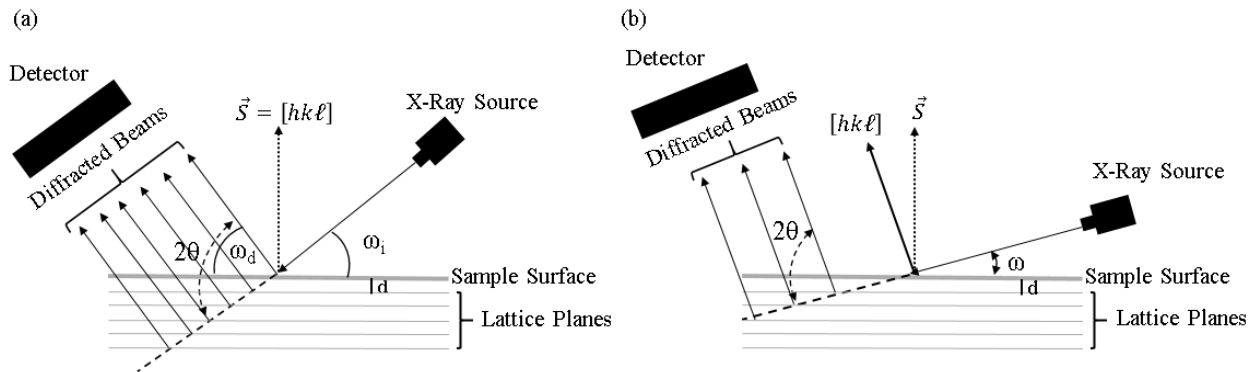 (a)
Detector
Diffracted Beams
S⃗ = [hkℓ]
X-Ray Source
2θ
ω_d
ω_i
Sample Surface
d
Lattice Planes
(b)
Detector
Diffracted Beams
[hkℓ]
S⃗
X-Ray Source
2θ
ω
Sample Surface
d
Lattice Planes